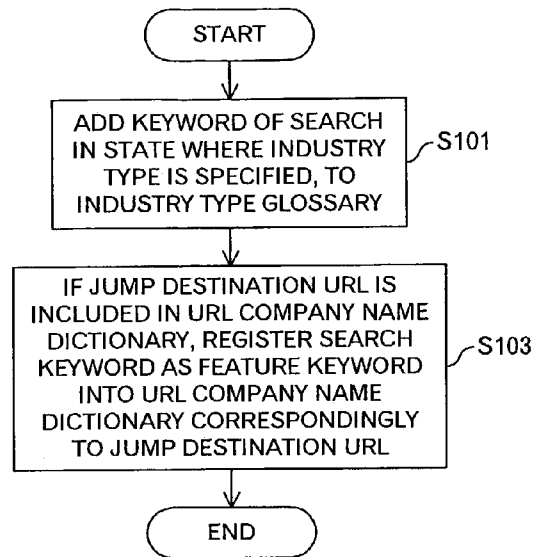 START
ADD KEYWORD OF SEARCH
IN STATE WHERE INDUSTRY
TYPE IS SPECIFIED, TO
INDUSTRY TYPE GLOSSARY
S101
IF JUMP DESTINATION URL IS
INCLUDED IN URL COMPANY NAME
DICTIONARY, REGISTER SEARCH
KEYWORD AS FEATURE KEYWORD
INTO URL COMPANY NAME
DICTIONARY CORRESPONDINGLY
TO JUMP DESTINATION URL
S103
END